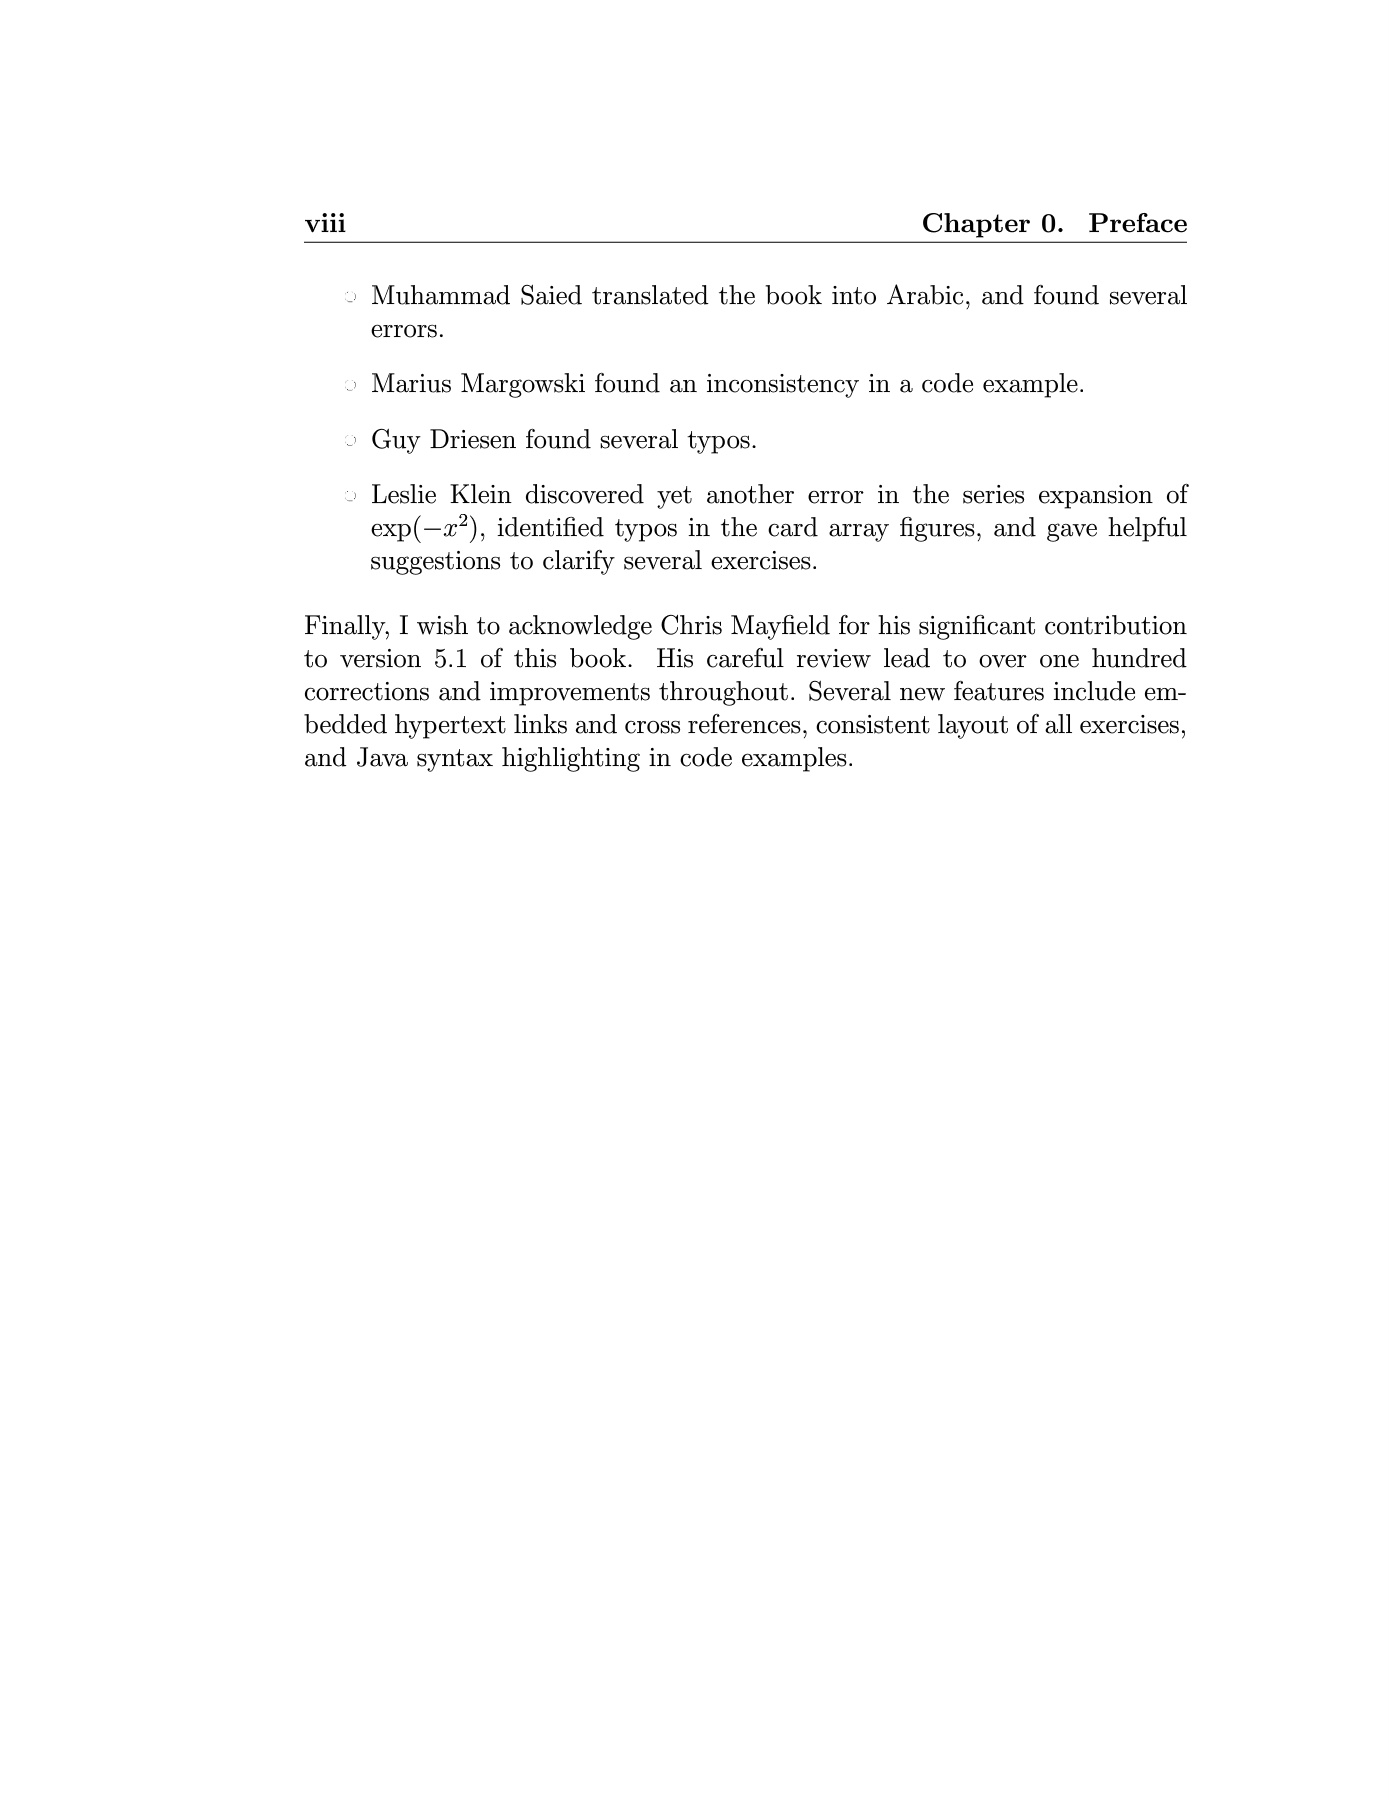 viii Chapter 0. Preface
◦ Muhammad Saied translated the book into Arabic, and found several
errors.
◦ Marius Margowski found an inconsistency in a code example.
◦ Guy Driesen found several typos.
◦ Leslie Klein discovered yet another error in the series expansion of
exp(−x²), identified typos in the card array figures, and gave helpful
suggestions to clarify several exercises.
Finally, I wish to acknowledge Chris Mayfield for his significant contribution
to version 5.1 of this book. His careful review lead to over one hundred
corrections and improvements throughout. Several new features include em-
bedded hypertext links and cross references, consistent layout of all exercises,
and Java syntax highlighting in code examples.